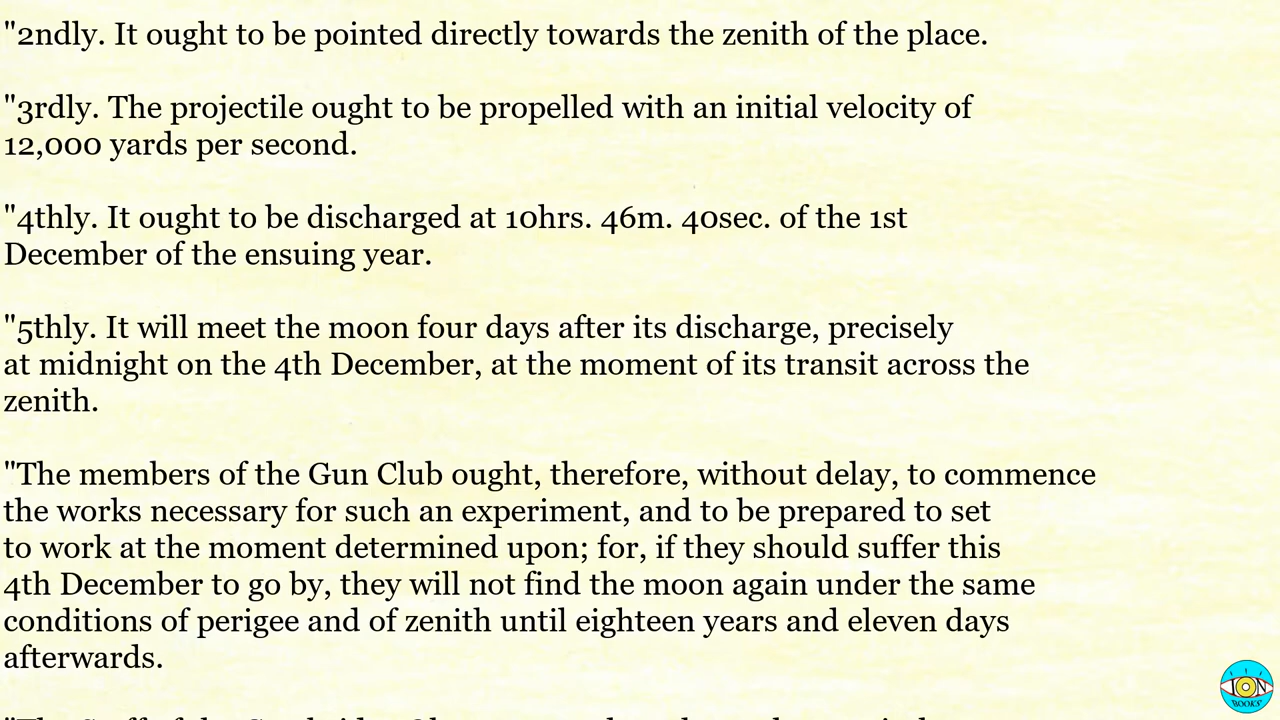 "2ndly. It ought to be pointed directly towards the zenith of the place.
"3rdly. The projectile ought to be propelled with an initial velocity of
12,000 yards per second.
"4thly. It ought to be discharged at 10hrs. 46m. 40sec. of the 1st
December of the ensuing year.
"5thly. It will meet the moon four days after its discharge, precisely
at midnight on the 4th December, at the moment of its transit across the
zenith.
"The members of the Gun Club ought, therefore, without delay, to commence
the works necessary for such an experiment, and to be prepared to set
to work at the moment determined upon; for, if they should suffer this
4th December to go by, they will not find the moon again under the same
conditions of perigee and of zenith until eighteen years and eleven days
afterwards.
ION
BOOKS